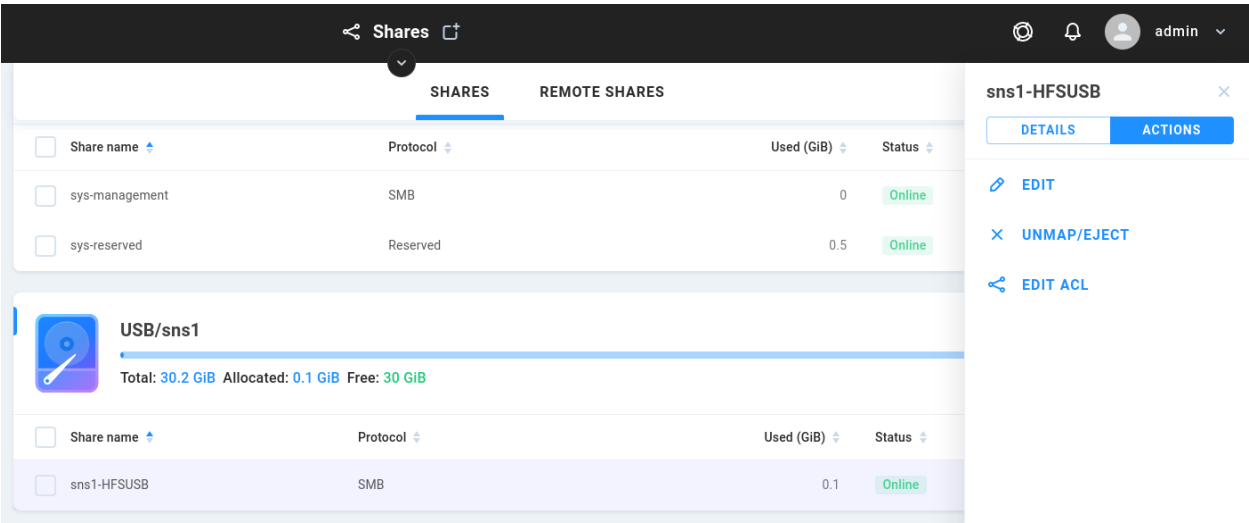 Shares
admin
SHARES REMOTE SHARES
Share name Protocol Used (GiB) Status
sys-management SMB 0 Online
sys-reserved Reserved 0.5 Online
USB/sns1
Total: 30.2 GiB Allocated: 0.1 GiB Free: 30 GiB
Share name Protocol Used (GiB) Status
sns1-HFSUSB SMB 0.1 Online
sns1-HFSUSB
DETAILS ACTIONS
EDIT
UNMAP/EJECT
EDIT ACL